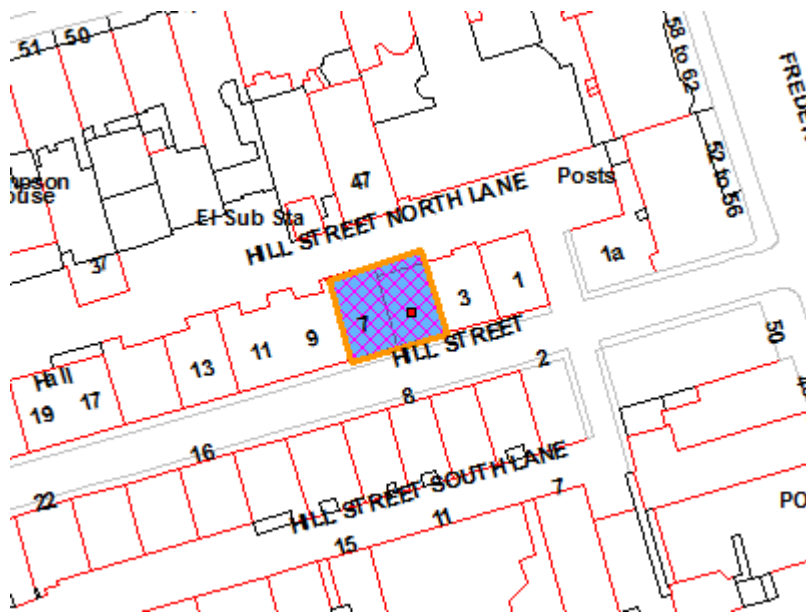 51
50
58 to 62
47
Posts
52 to 56
El Sub Sta
HILL STREET NORTH LANE
1a
37
7
9
11
13
3
1
HILL STREET
Hall
19
17
2
8
16
22
50
HILL STREET SOUTH LANE
7
11
15